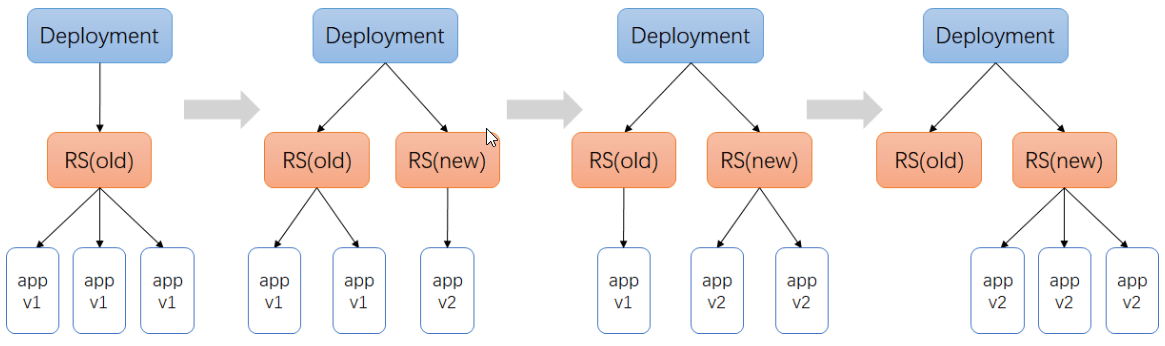 Deployment
Deployment
Deployment
Deployment
RS(old)
RS(old)
RS(new)
RS(old)
RS(new)
RS(old)
RS(new)
app
v1
app
v1
app
v1
app
v1
app
v1
app
v2
app
v1
app
v2
app
v2
app
v2
app
v2
app
v2